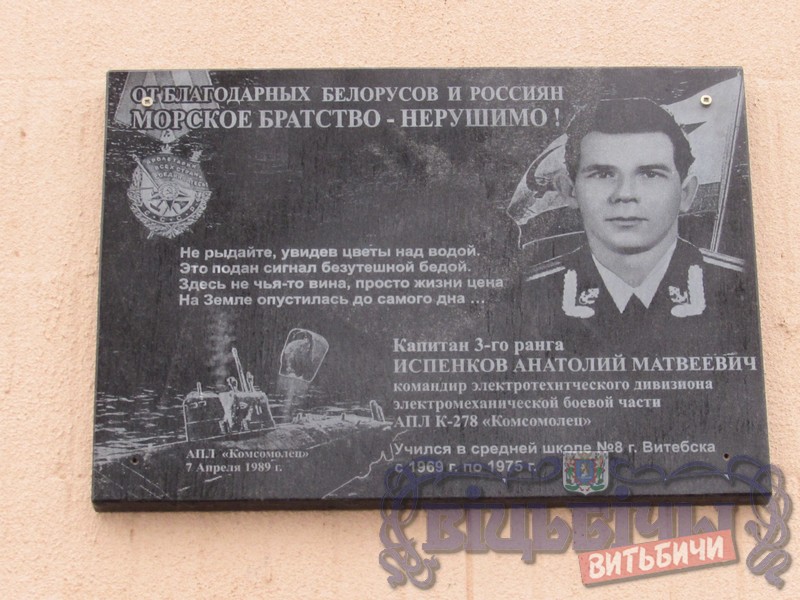 ОТ БЛАГОДАРНЫХ БЕЛОРУСОВ И РОССИЯН
МОРСКОЕ БРАТСТВО - НЕРУШИМО !
Не рыдайте, увидев цветы над водой.
Это подан сигнал безутешной бедой.
Здесь не чья-то вина, просто жизни цена
На Земле опустилась до самого дна ...
Капитан 3-го ранга
ИСПЕНКОВ АНАТОЛИЙ МАТВЕЕВИЧ
командир электротехнтческого дивизиона
электромеханической боевой части
АПЛ К-278 «Комсомолец»
Учился в средней школе №8 г. Витебска
с 1969 г. по 1975 г.
АПЛ «Комсомолец»
7 Апреля 1989 г.
Віцьбічы
ВИТЬБИЧИ